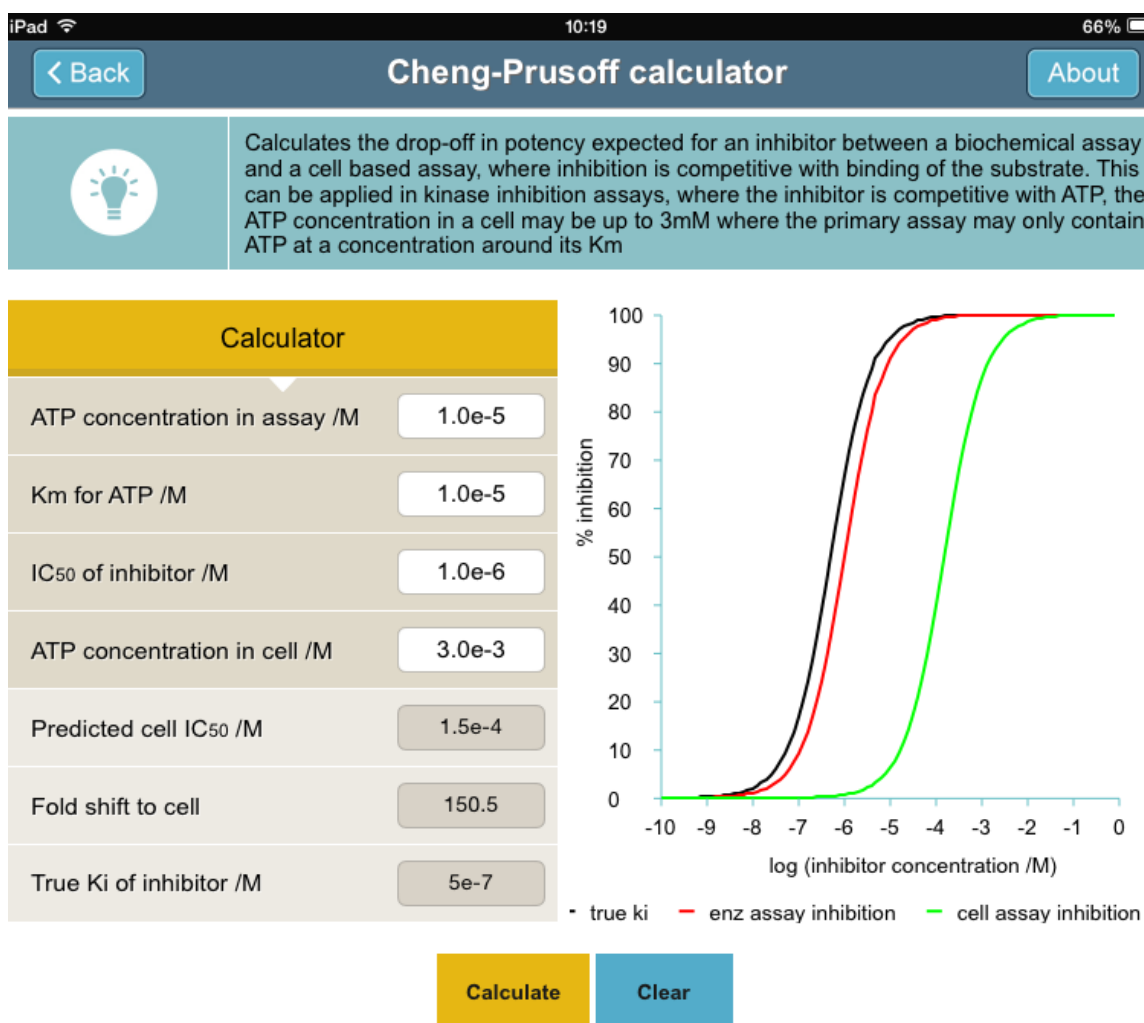 iPad 10:19 66%
Back Cheng-Prusoff calculator About
Calculates the drop-off in potency expected for an inhibitor between a biochemical assay
and a cell based assay, where inhibition is competitive with binding of the substrate. This
can be applied in kinase inhibition assays, where the inhibitor is competitive with ATP, the
ATP concentration in a cell may be up to 3mM where the primary assay may only contain
ATP at a concentration around its Km
Calculator
ATP concentration in assay /M 1.0e-5
Km for ATP /M 1.0e-5
IC50 of inhibitor /M 1.0e-6
ATP concentration in cell /M 3.0e-3
Predicted cell IC50 /M 1.5e-4
Fold shift to cell 150.5
True Ki of inhibitor /M 5e-7
% inhibition
100
90
80
70
60
50
40
30
20
10
0
-10 -9 -8 -7 -6 -5 -4 -3 -2 -1 0
log (inhibitor concentration /M)
true ki enz assay inhibition cell assay inhibition
Calculate Clear